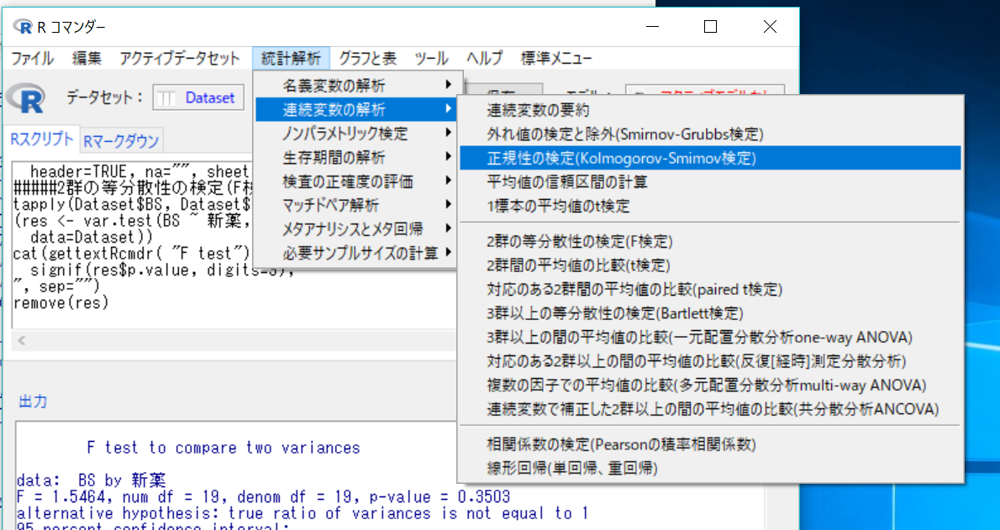 R コマンダー
ファイル 編集 アクティブデータセット 統計解析 グラフと表 ツール ヘルプ 標準メニュー
R データセット： Dataset
Rスクリプト Rマークダウン
名義変数の解析
連続変数の解析
ノンパラメトリック検定
生存期間の解析
検査の正確度の評価
マッチドペア解析
メタアナリシスとメタ回帰
必要サンプルサイズの計算
連続変数の要約
外れ値の検定と除外(Smirnov-Grubbs検定)
正規性の検定(Kolmogorov-Smirnov検定)
平均値の信頼区間の計算
1標本の平均値のt検定
2群の等分散性の検定(F検定)
2群間の平均値の比較(t検定)
対応のある2群間の平均値の比較(paired t検定)
3群以上の等分散性の検定(Bartlett検定)
3群以上の間の平均値の比較(一元配置分散分析one-way ANOVA)
対応のある2群以上の間の平均値の比較(反復[経時]測定分散分析)
複数の因子での平均値の比較(多元配置分散分析multi-way ANOVA)
連続変数で補正した2群以上の間の平均値の比較(共分散分析ANCOVA)
相関係数の検定(Pearsonの積率相関係数)
線形回帰(単回帰、重回帰)
header=TRUE, na="", sheet
#####2群の等分散性の検定(F検
tapply(Dataset$BS, Dataset$
(res <- var.test(BS ~ 新薬,
data=Dataset))
cat(gettextRcmdr( "F test")
signif(res$p.value, digits=3),
", sep="")
remove(res)
出力
F test to compare two variances
data: BS by 新薬
F = 1.5464, num df = 19, denom df = 19, p-value = 0.3503
alternative hypothesis: true ratio of variances is not equal to 1
95 percent confidence interval: